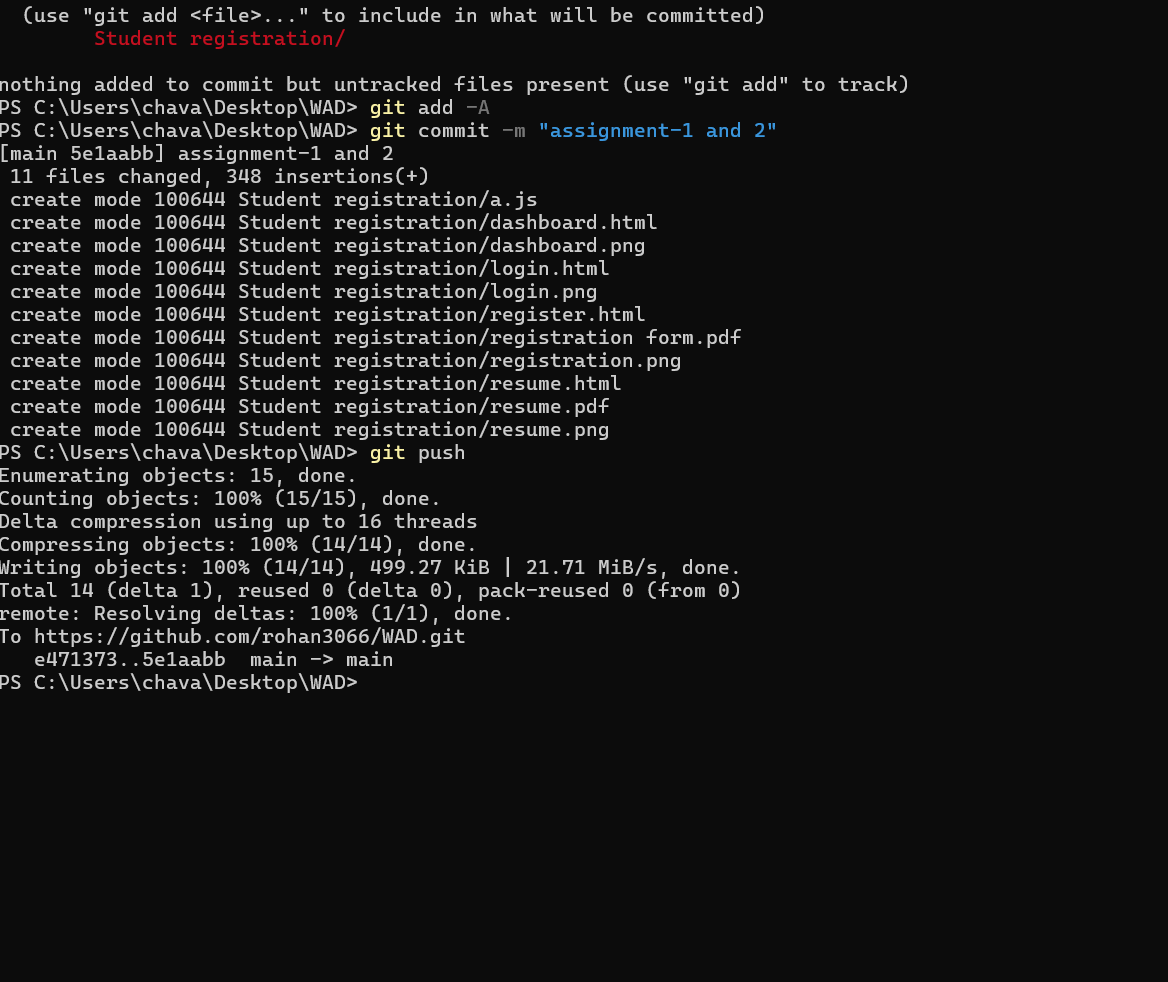 (use "git add <file>..." to include in what will be committed)
Student registration/
nothing added to commit but untracked files present (use "git add" to track)
PS C:\Users\chava\Desktop\WAD> git add -A
PS C:\Users\chava\Desktop\WAD> git commit -m "assignment-1 and 2"
[main 5e1aabb] assignment-1 and 2
11 files changed, 348 insertions(+)
create mode 100644 Student registration/a.js
create mode 100644 Student registration/dashboard.html
create mode 100644 Student registration/dashboard.png
create mode 100644 Student registration/login.html
create mode 100644 Student registration/login.png
create mode 100644 Student registration/register.html
create mode 100644 Student registration/registration form.pdf
create mode 100644 Student registration/registration.png
create mode 100644 Student registration/resume.html
create mode 100644 Student registration/resume.pdf
create mode 100644 Student registration/resume.png
PS C:\Users\chava\Desktop\WAD> git push
Enumerating objects: 15, done.
Counting objects: 100% (15/15), done.
Delta compression using up to 16 threads
Compressing objects: 100% (14/14), done.
Writing objects: 100% (14/14), 499.27 KiB | 21.71 MiB/s, done.
Total 14 (delta 1), reused 0 (delta 0), pack-reused 0 (from 0)
remote: Resolving deltas: 100% (1/1), done.
To https://github.com/rohan3066/WAD.git
e471373..5e1aabb  main -> main
PS C:\Users\chava\Desktop\WAD>